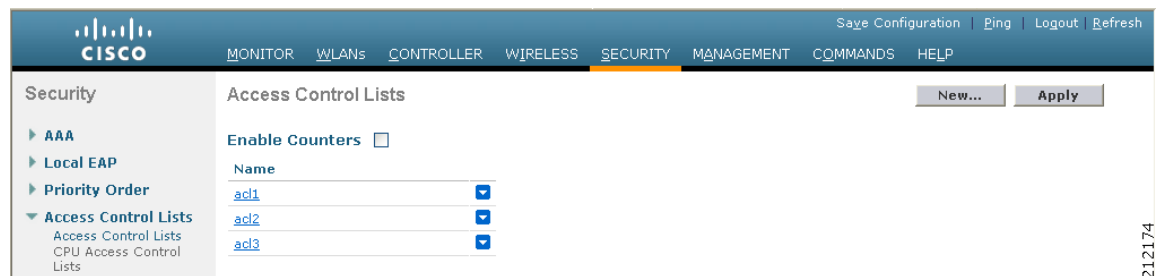 Save Configuration | Ping | Logout | Refresh
CISCO
MONITOR WLANs CONTROLLER WIRELESS SECURITY MANAGEMENT COMMANDS HELP
Security
Access Control Lists
New...
Apply
AAA
Local EAP
Priority Order
Access Control Lists
Access Control Lists
CPU Access Control
Lists
Enable Counters
Name
acl1
acl2
acl3
212174